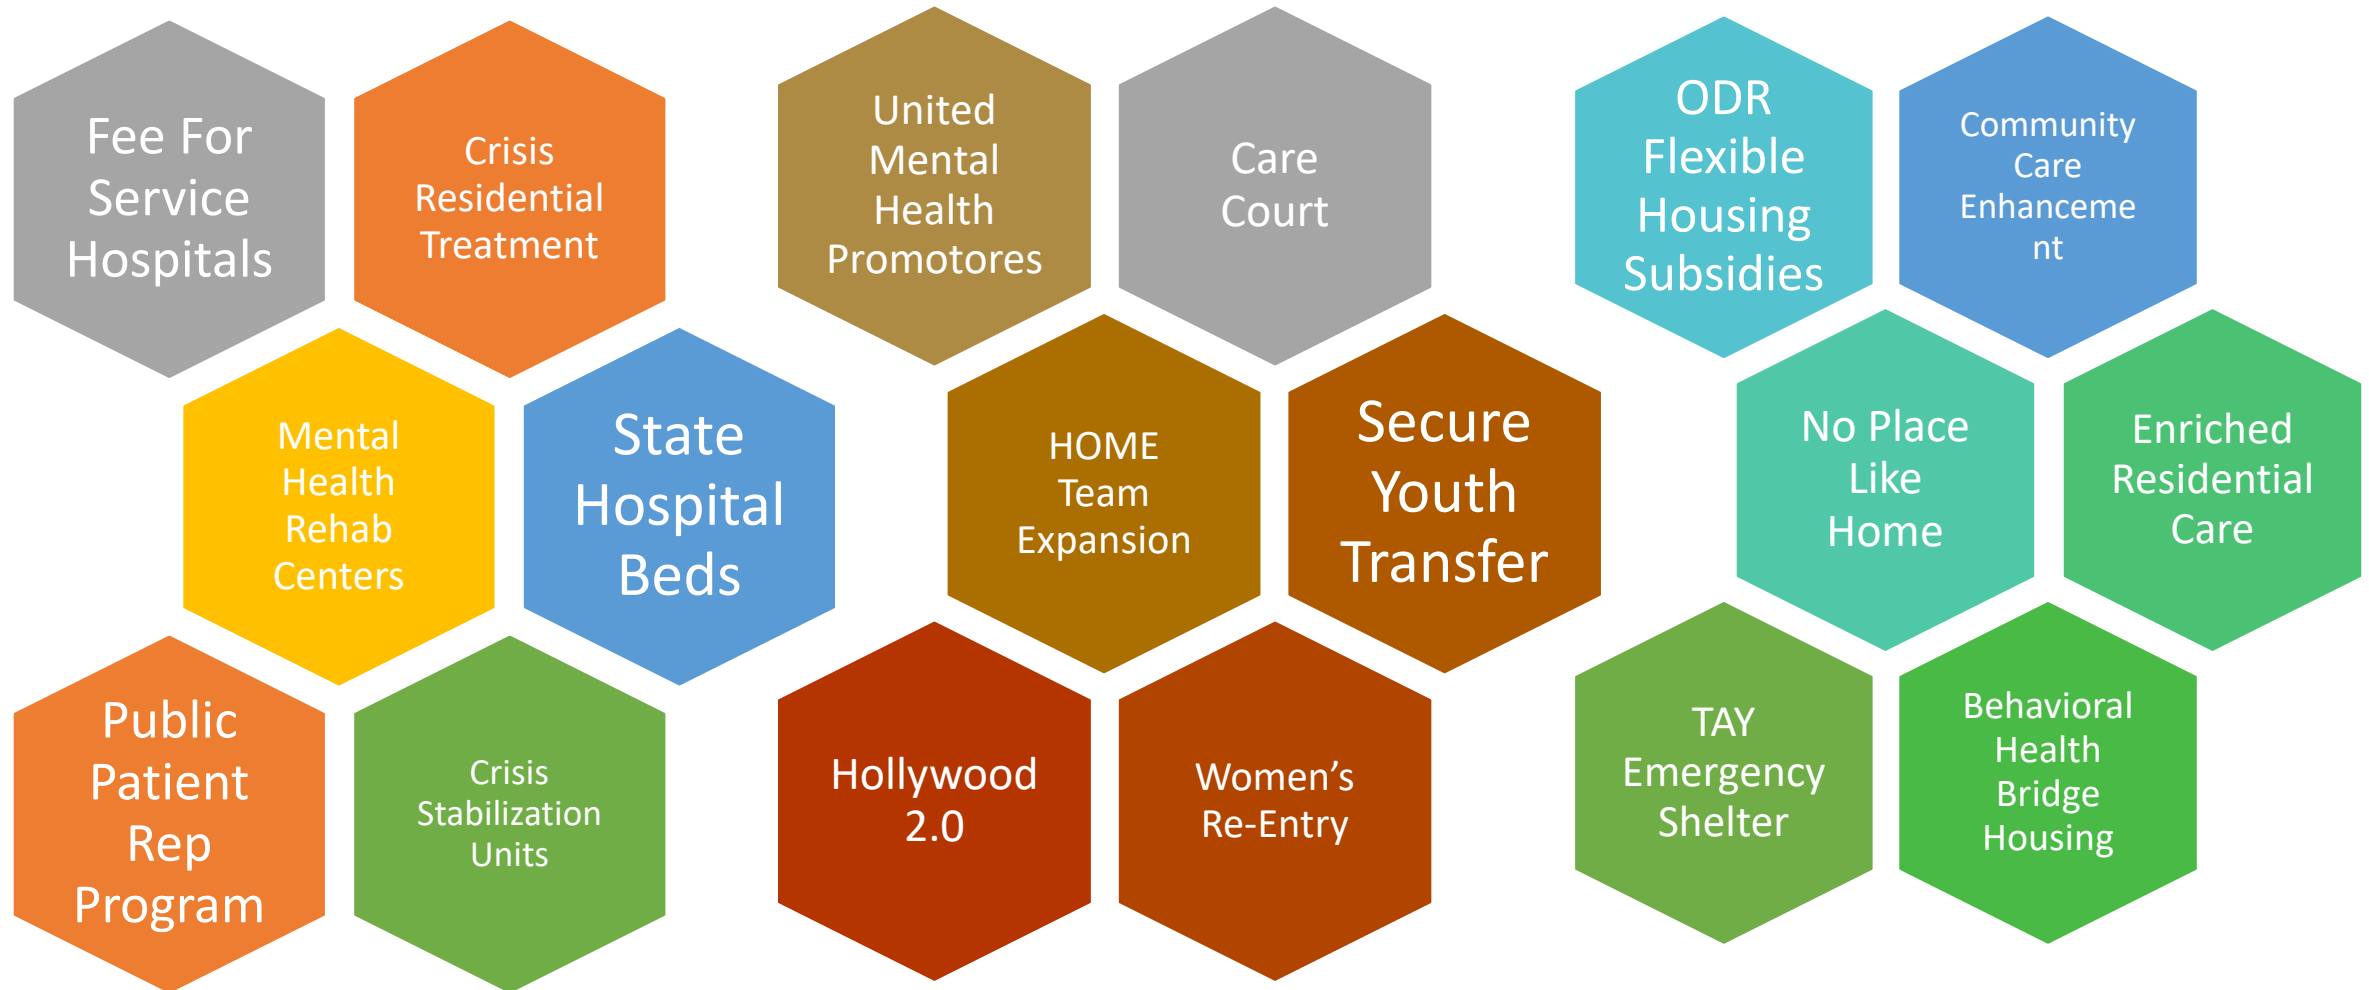 Fee For
Service
Hospitals
Crisis
Residential
Treatment
Mental
Health
Rehab
Centers
State
Hospital
Beds
Public
Patient
Rep
Program
Crisis
Stabilization
Units
United
Mental
Health
Promotores
Care
Court
HOME
Team
Expansion
Secure
Youth
Transfer
Hollywood
2.0
Women’s
Re-Entry
ODR
Flexible
Housing
Subsidies
Community
Care
Enhanceme
nt
No Place
Like
Home
Enriched
Residential
Care
TAY
Emergency
Shelter
Behavioral
Health
Bridge
Housing